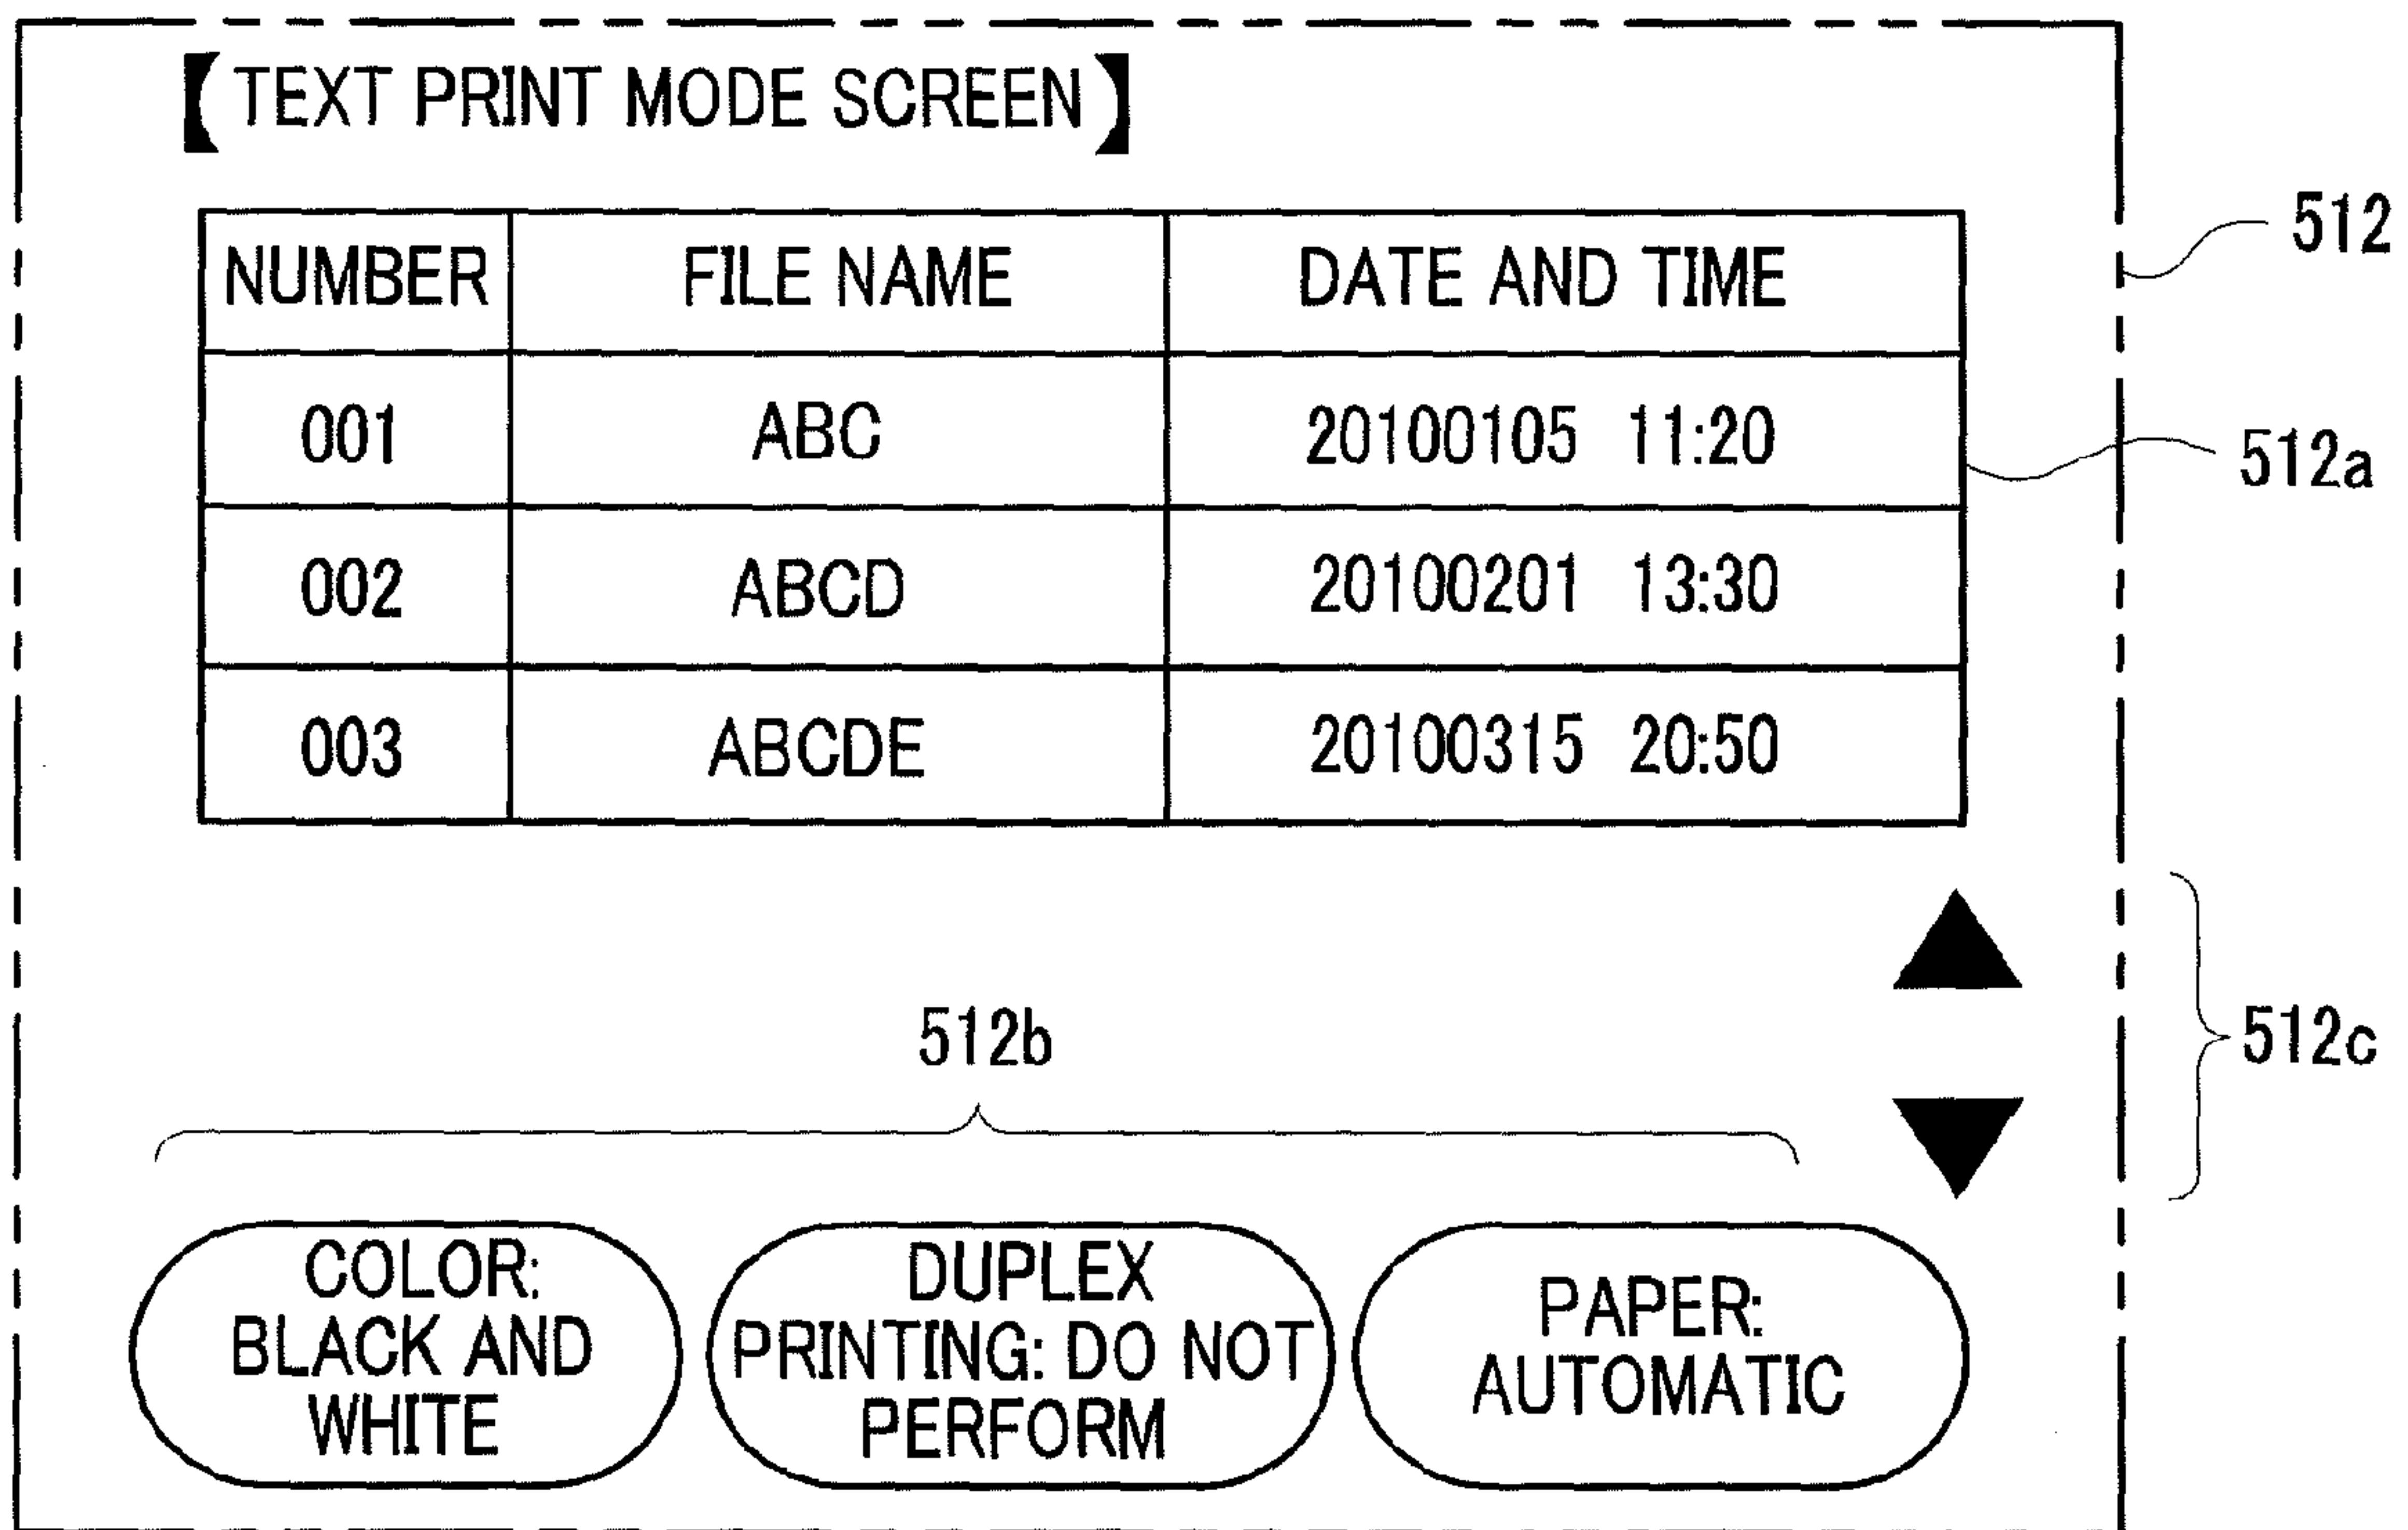 【TEXT PRINT MODE SCREEN】
NUMBER FILE NAME DATE AND TIME
512
001 ABC 20100105 11:20
512a
002 ABCD 20100201 13:30
003 ABCDE 20100315 20:50
512b
512c
COLOR:
BLACK AND
WHITE
DUPLEX
PRINTING: DO NOT
PERFORM
PAPER:
AUTOMATIC